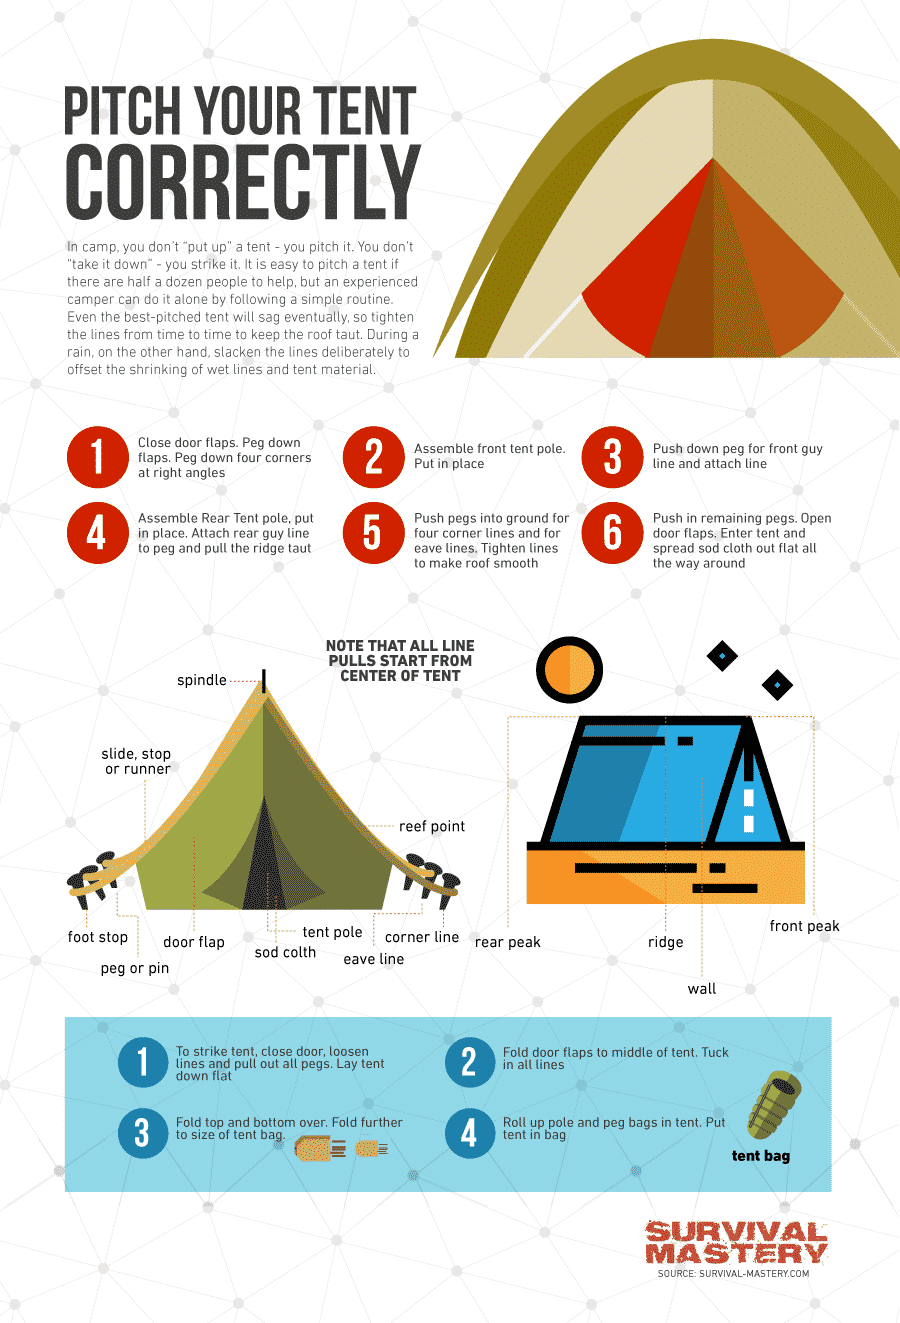 PITCH YOUR TENT
CORRECTLY
In camp, you don't "put up" a tent - you pitch it. You don't
"take it down" - you strike it. It is easy to pitch a tent if
there are half a dozen people to help, but an experienced
camper can do it alone by following a simple routine.
Even the best-pitched tent will sag eventually, so tighten
the lines from time to time to keep the roof taut. During a
rain, on the other hand, slacken the lines deliberately to
offset the shrinking of wet lines and tent material.
1
Close door flaps. Peg down
flaps. Peg down four corners
at right angles
2
Assemble front tent pole.
Put in place
3
Push down peg for front guy
line and attach line
4
Assemble Rear Tent pole, put
in place. Attach rear guy line
to peg and pull the ridge taut
5
Push pegs into ground for
four corner lines and for
eave lines. Tighten lines
to make roof smooth
6
Push in remaining pegs. Open
door flaps. Enter tent and
spread sod cloth out flat all
the way around
NOTE THAT ALL LINE
PULLS START FROM
CENTER OF TENT
spindle
slide, stop
or runner
reef point
foot stop
peg or pin
door flap
sod colth
tent pole
eave line
corner line
rear peak
ridge
wall
front peak
1
To strike tent, close door, loosen
lines and pull out all pegs. Lay tent
down flat
2
Fold door flaps to middle of tent. Tuck
in all lines
3
Fold top and bottom over. Fold further
to size of tent bag.
4
Roll up pole and peg bags in tent. Put
tent in bag
tent bag
SURVIVAL
MASTERY
SOURCE: SURVIVAL-MASTERY.COM